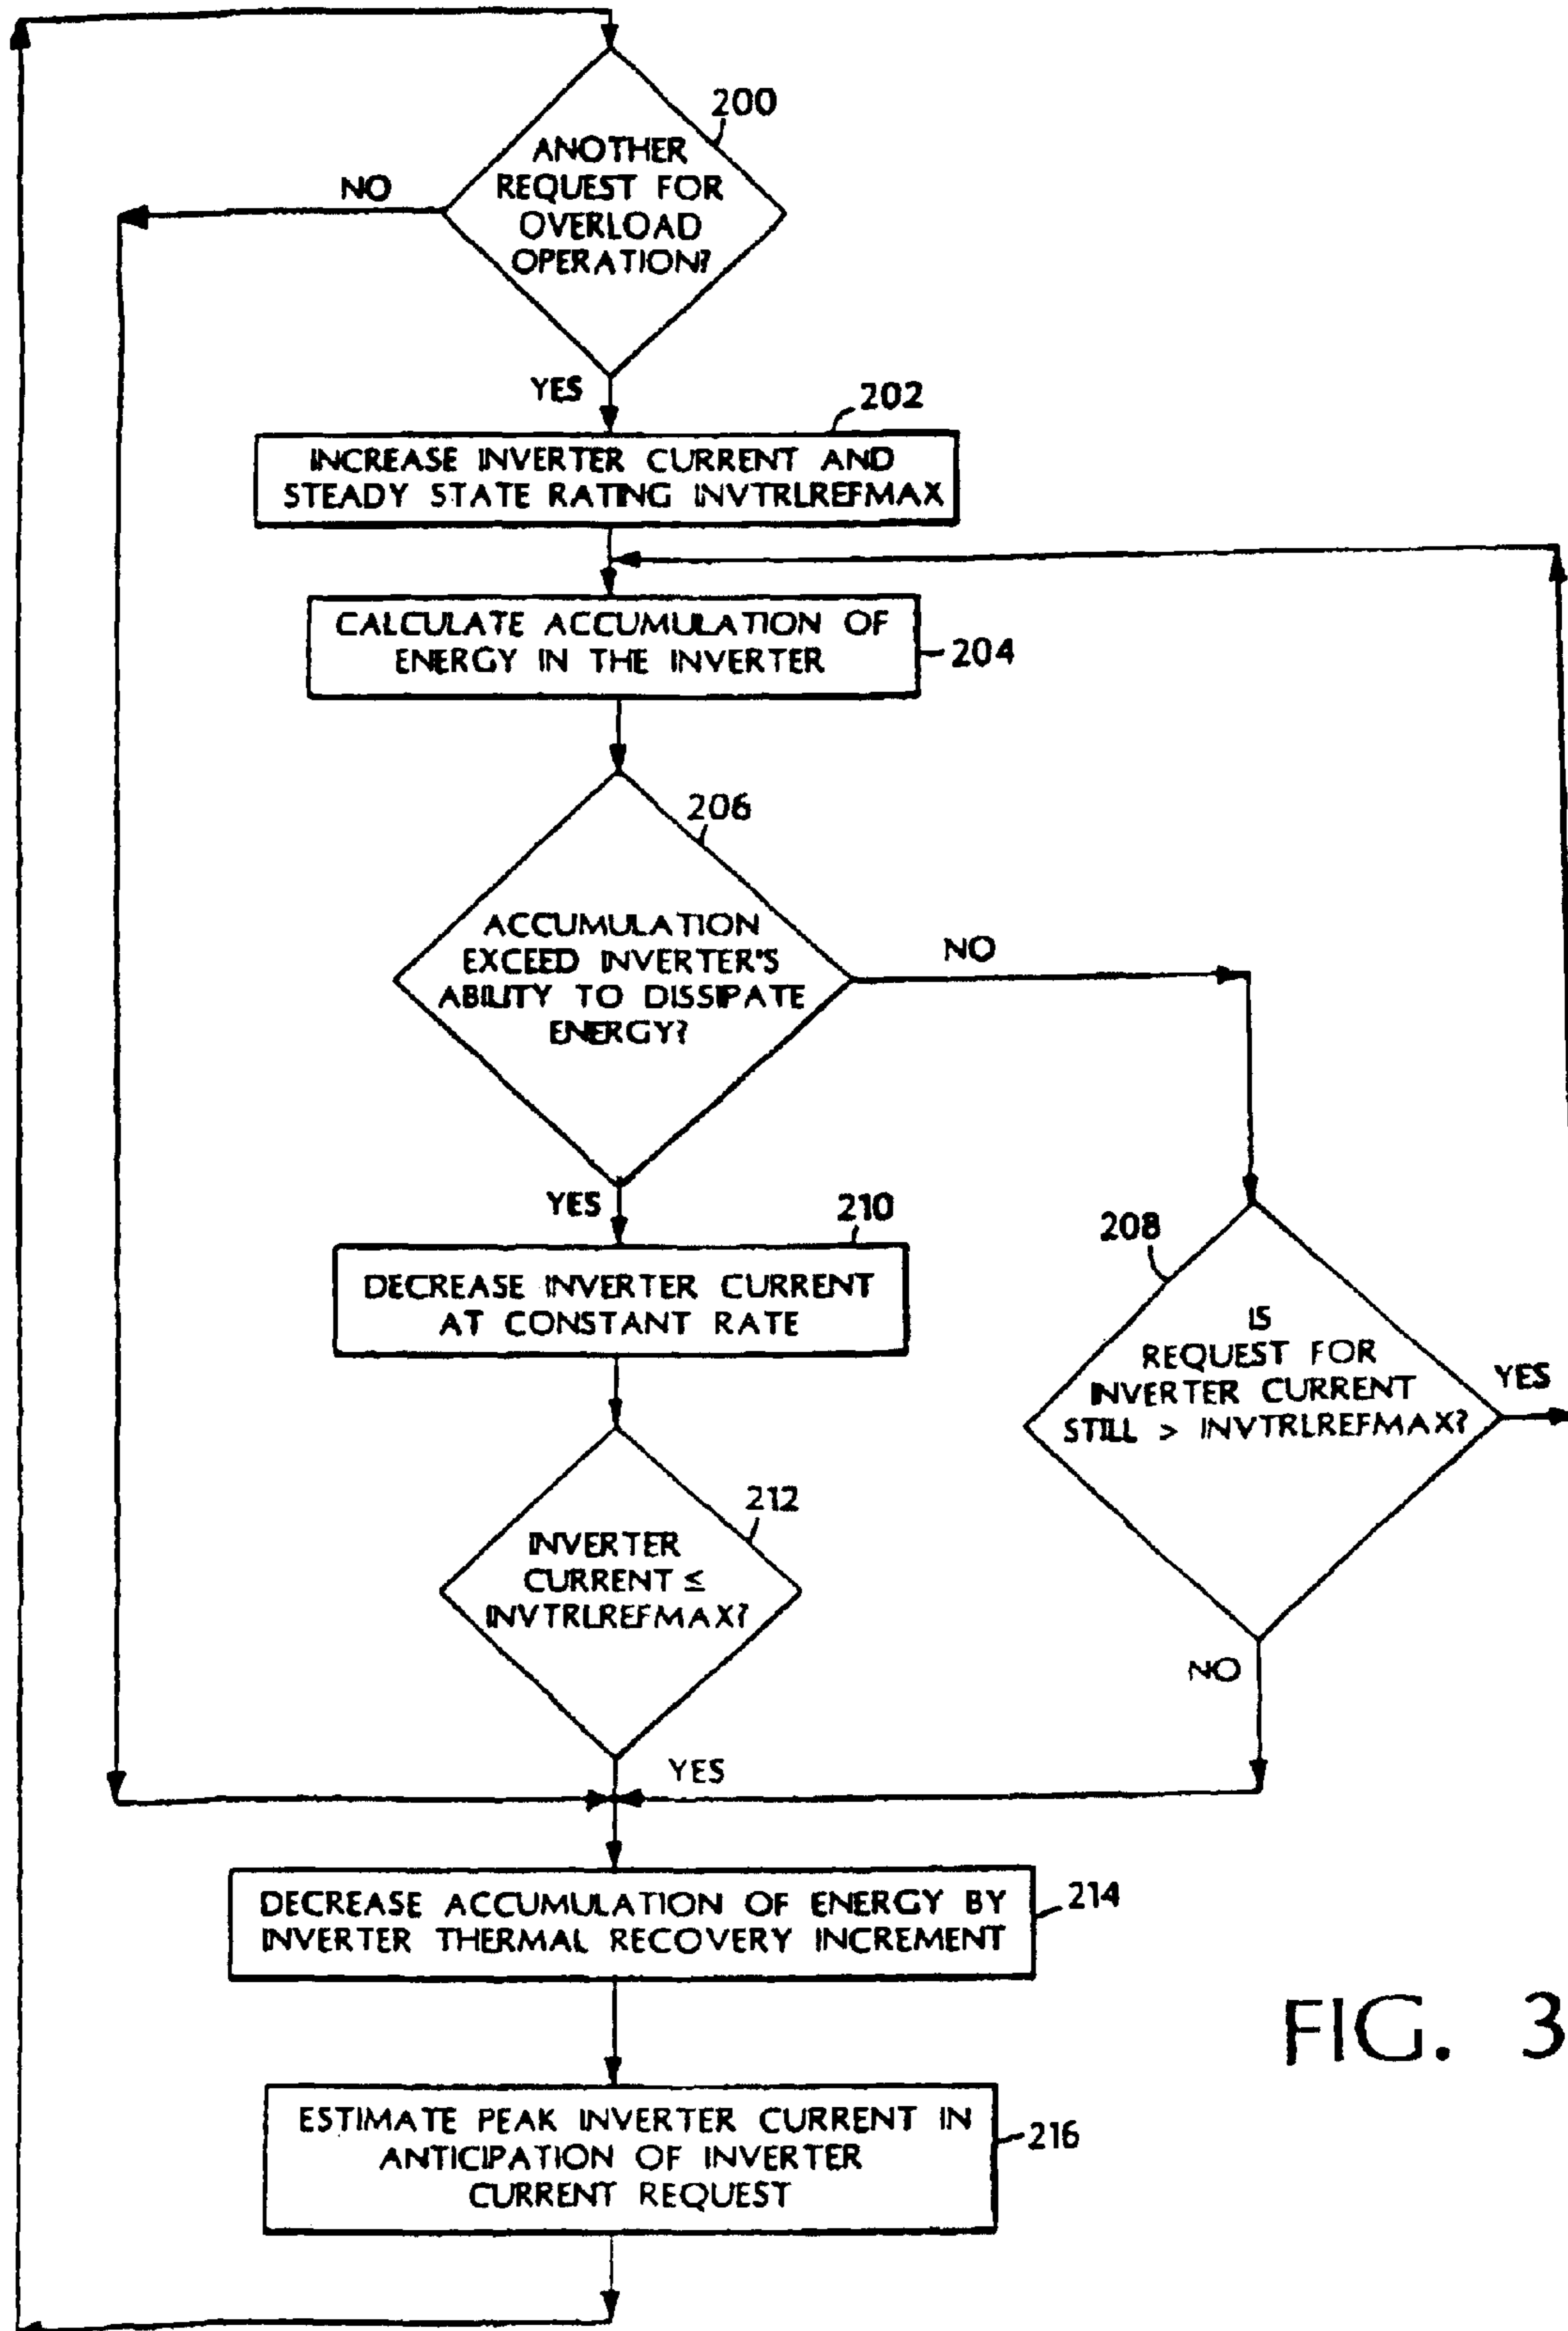 200
ANOTHER
REQUEST FOR
OVERLOAD
OPERATION?
NO
YES
202
INCREASE INVERTER CURRENT AND
STEADY STATE RATING INVTRLREFMAX
CALCULATE ACCUMULATION OF
ENERGY IN THE INVERTER
204
206
ACCUMULATION
EXCEED INVERTER'S
ABILITY TO DISSIPATE
ENERGY?
NO
YES
210
DECREASE INVERTER CURRENT
AT CONSTANT RATE
208
IS
REQUEST FOR
INVERTER CURRENT
STILL > INVTRLREFMAX?
YES
NO
212
INVERTER
CURRENT ≤
INVTRLREFMAX?
YES
DECREASE ACCUMULATION OF ENERGY BY
INVERTER THERMAL RECOVERY INCREMENT
214
ESTIMATE PEAK INVERTER CURRENT IN
ANTICIPATION OF INVERTER
CURRENT REQUEST
216
FIG. 3